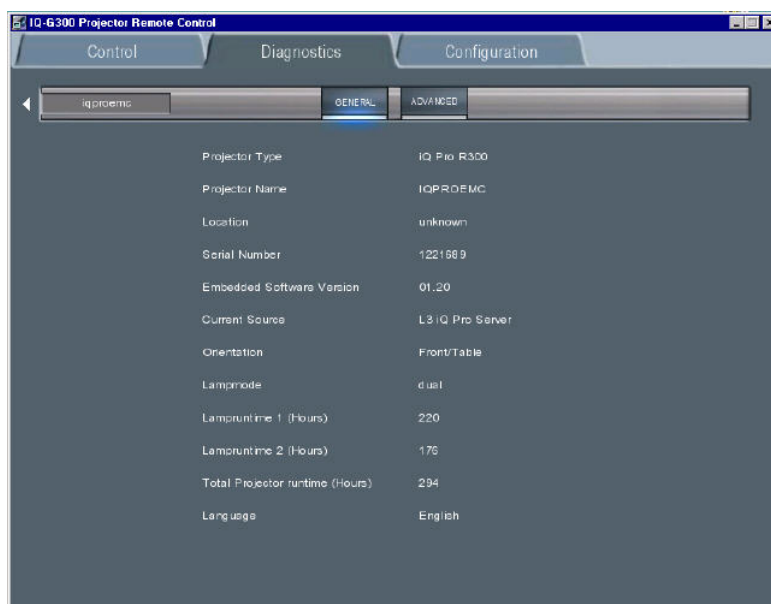 IQ-G300 Projector Remote Control
Control Diagnostics Configuration
iqproemc GENERAL ADVANCED
Projector Type iQ Pro R300
Projector Name IQPROEMC
Location unknown
Serial Number 1221689
Embedded Software Version 01.20
Current Source L3 iQ Pro Server
Orientation Front/Table
Lampmode dual
Lampruntime 1 (Hours) 220
Lampruntime 2 (Hours) 176
Total Projector runtime (Hours) 294
Language English